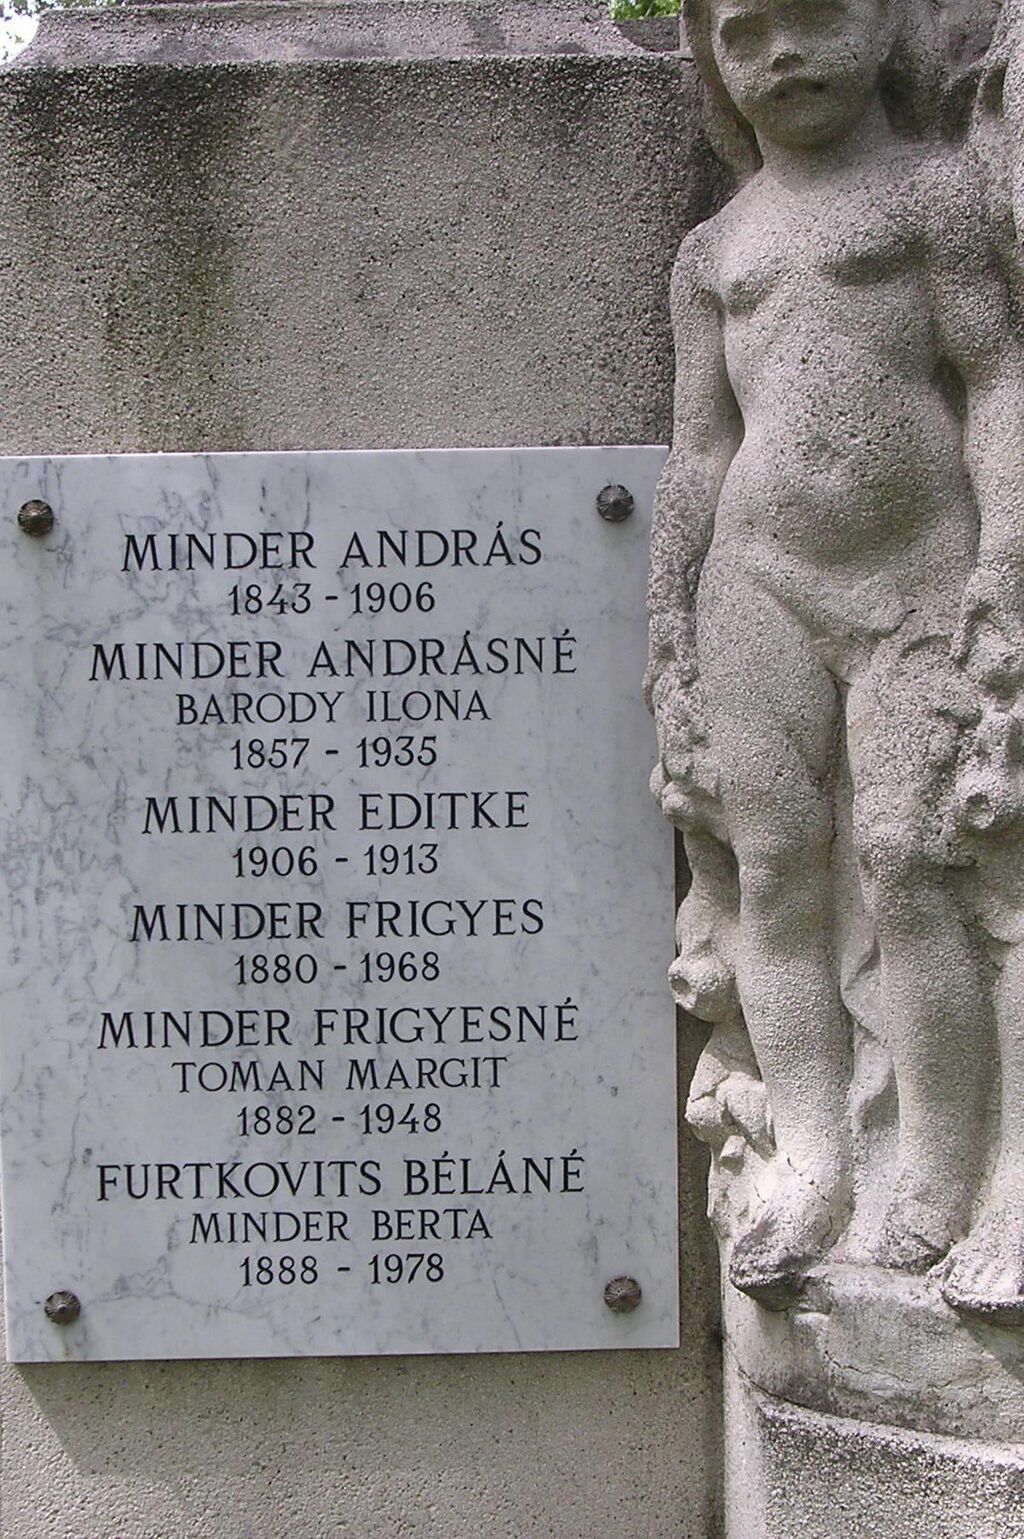 MINDER ANDRÁS
1843 - 1906
MINDER ANDRÁSNÉ
BARODY ILONA
1857 - 1935
MINDER EDITKE
1906 - 1913
MINDER FRIGYES
1880 - 1968
MINDER FRIGYESNÉ
TOMAN MARGIT
1882 - 1948
FURTKOVITS BÉLÁNÉ
MINDER BERTA
1888 - 1978